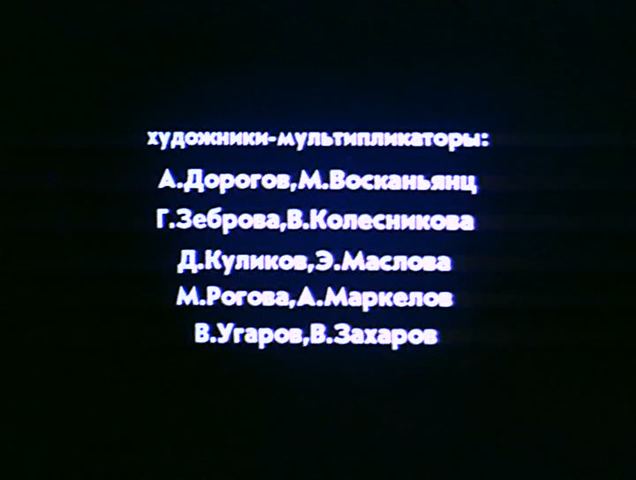 художники-мультипликаторы:
А.Дорогов,М.Восканьянц
Г.Зеброва,В.Колесникова
Д.Куликов,Э.Маслова
М.Рогова,А.Маркелов
В.Угаров,В.Захаров